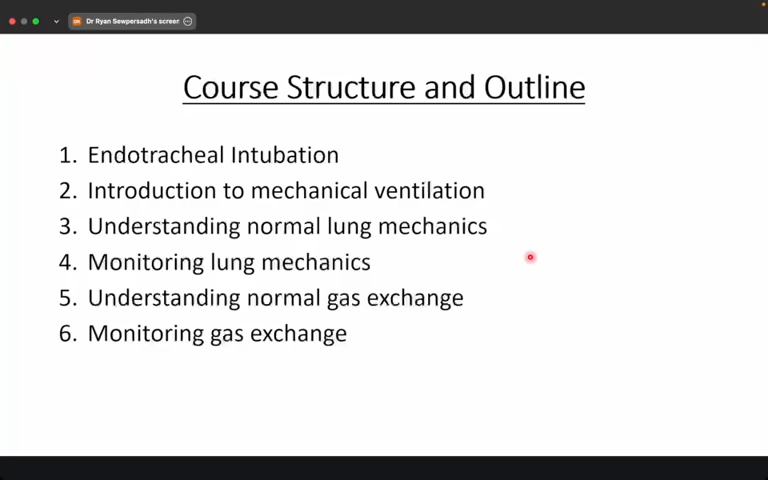 DR Dr Ryan Sewpersadh's screen
Course Structure and Outline
1. Endotracheal Intubation
2. Introduction to mechanical ventilation
3. Understanding normal lung mechanics
4. Monitoring lung mechanics
5. Understanding normal gas exchange
6. Monitoring gas exchange